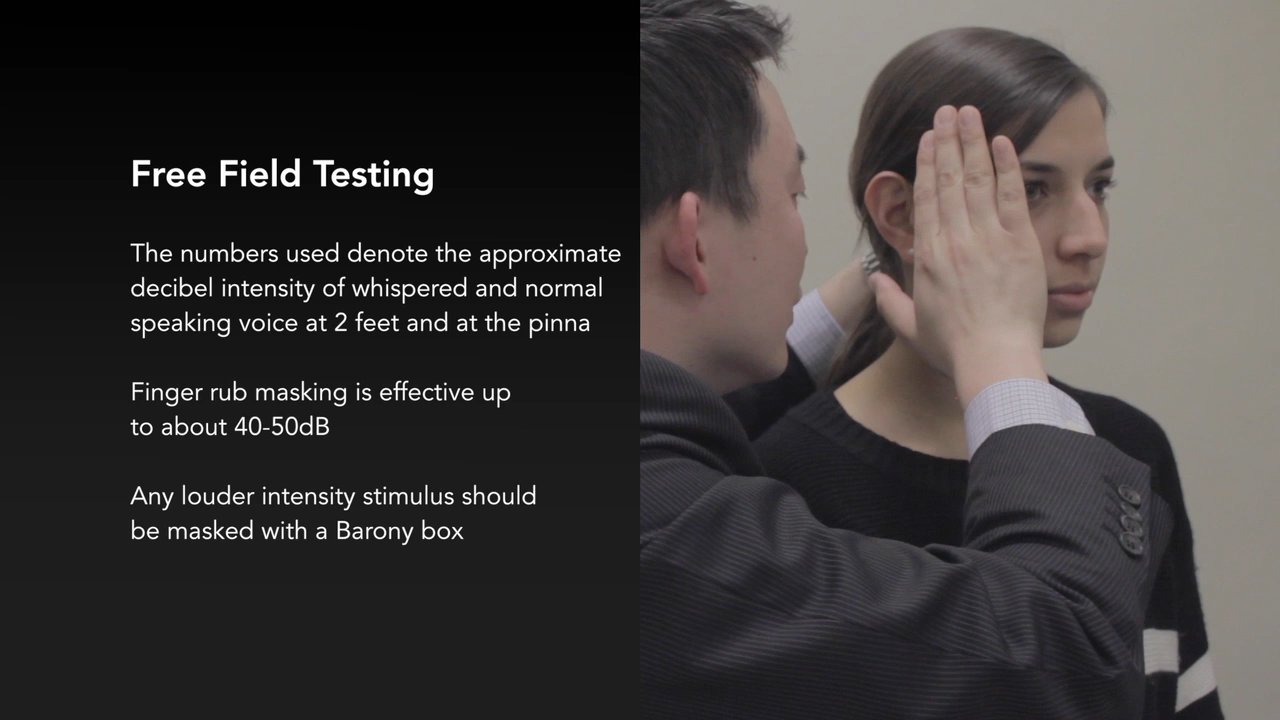 Free Field Testing
The numbers used denote the approximate
decibel intensity of whispered and normal
speaking voice at 2 feet and at the pinna
Finger rub masking is effective up
to about 40-50dB
Any louder intensity stimulus should
be masked with a Barony box